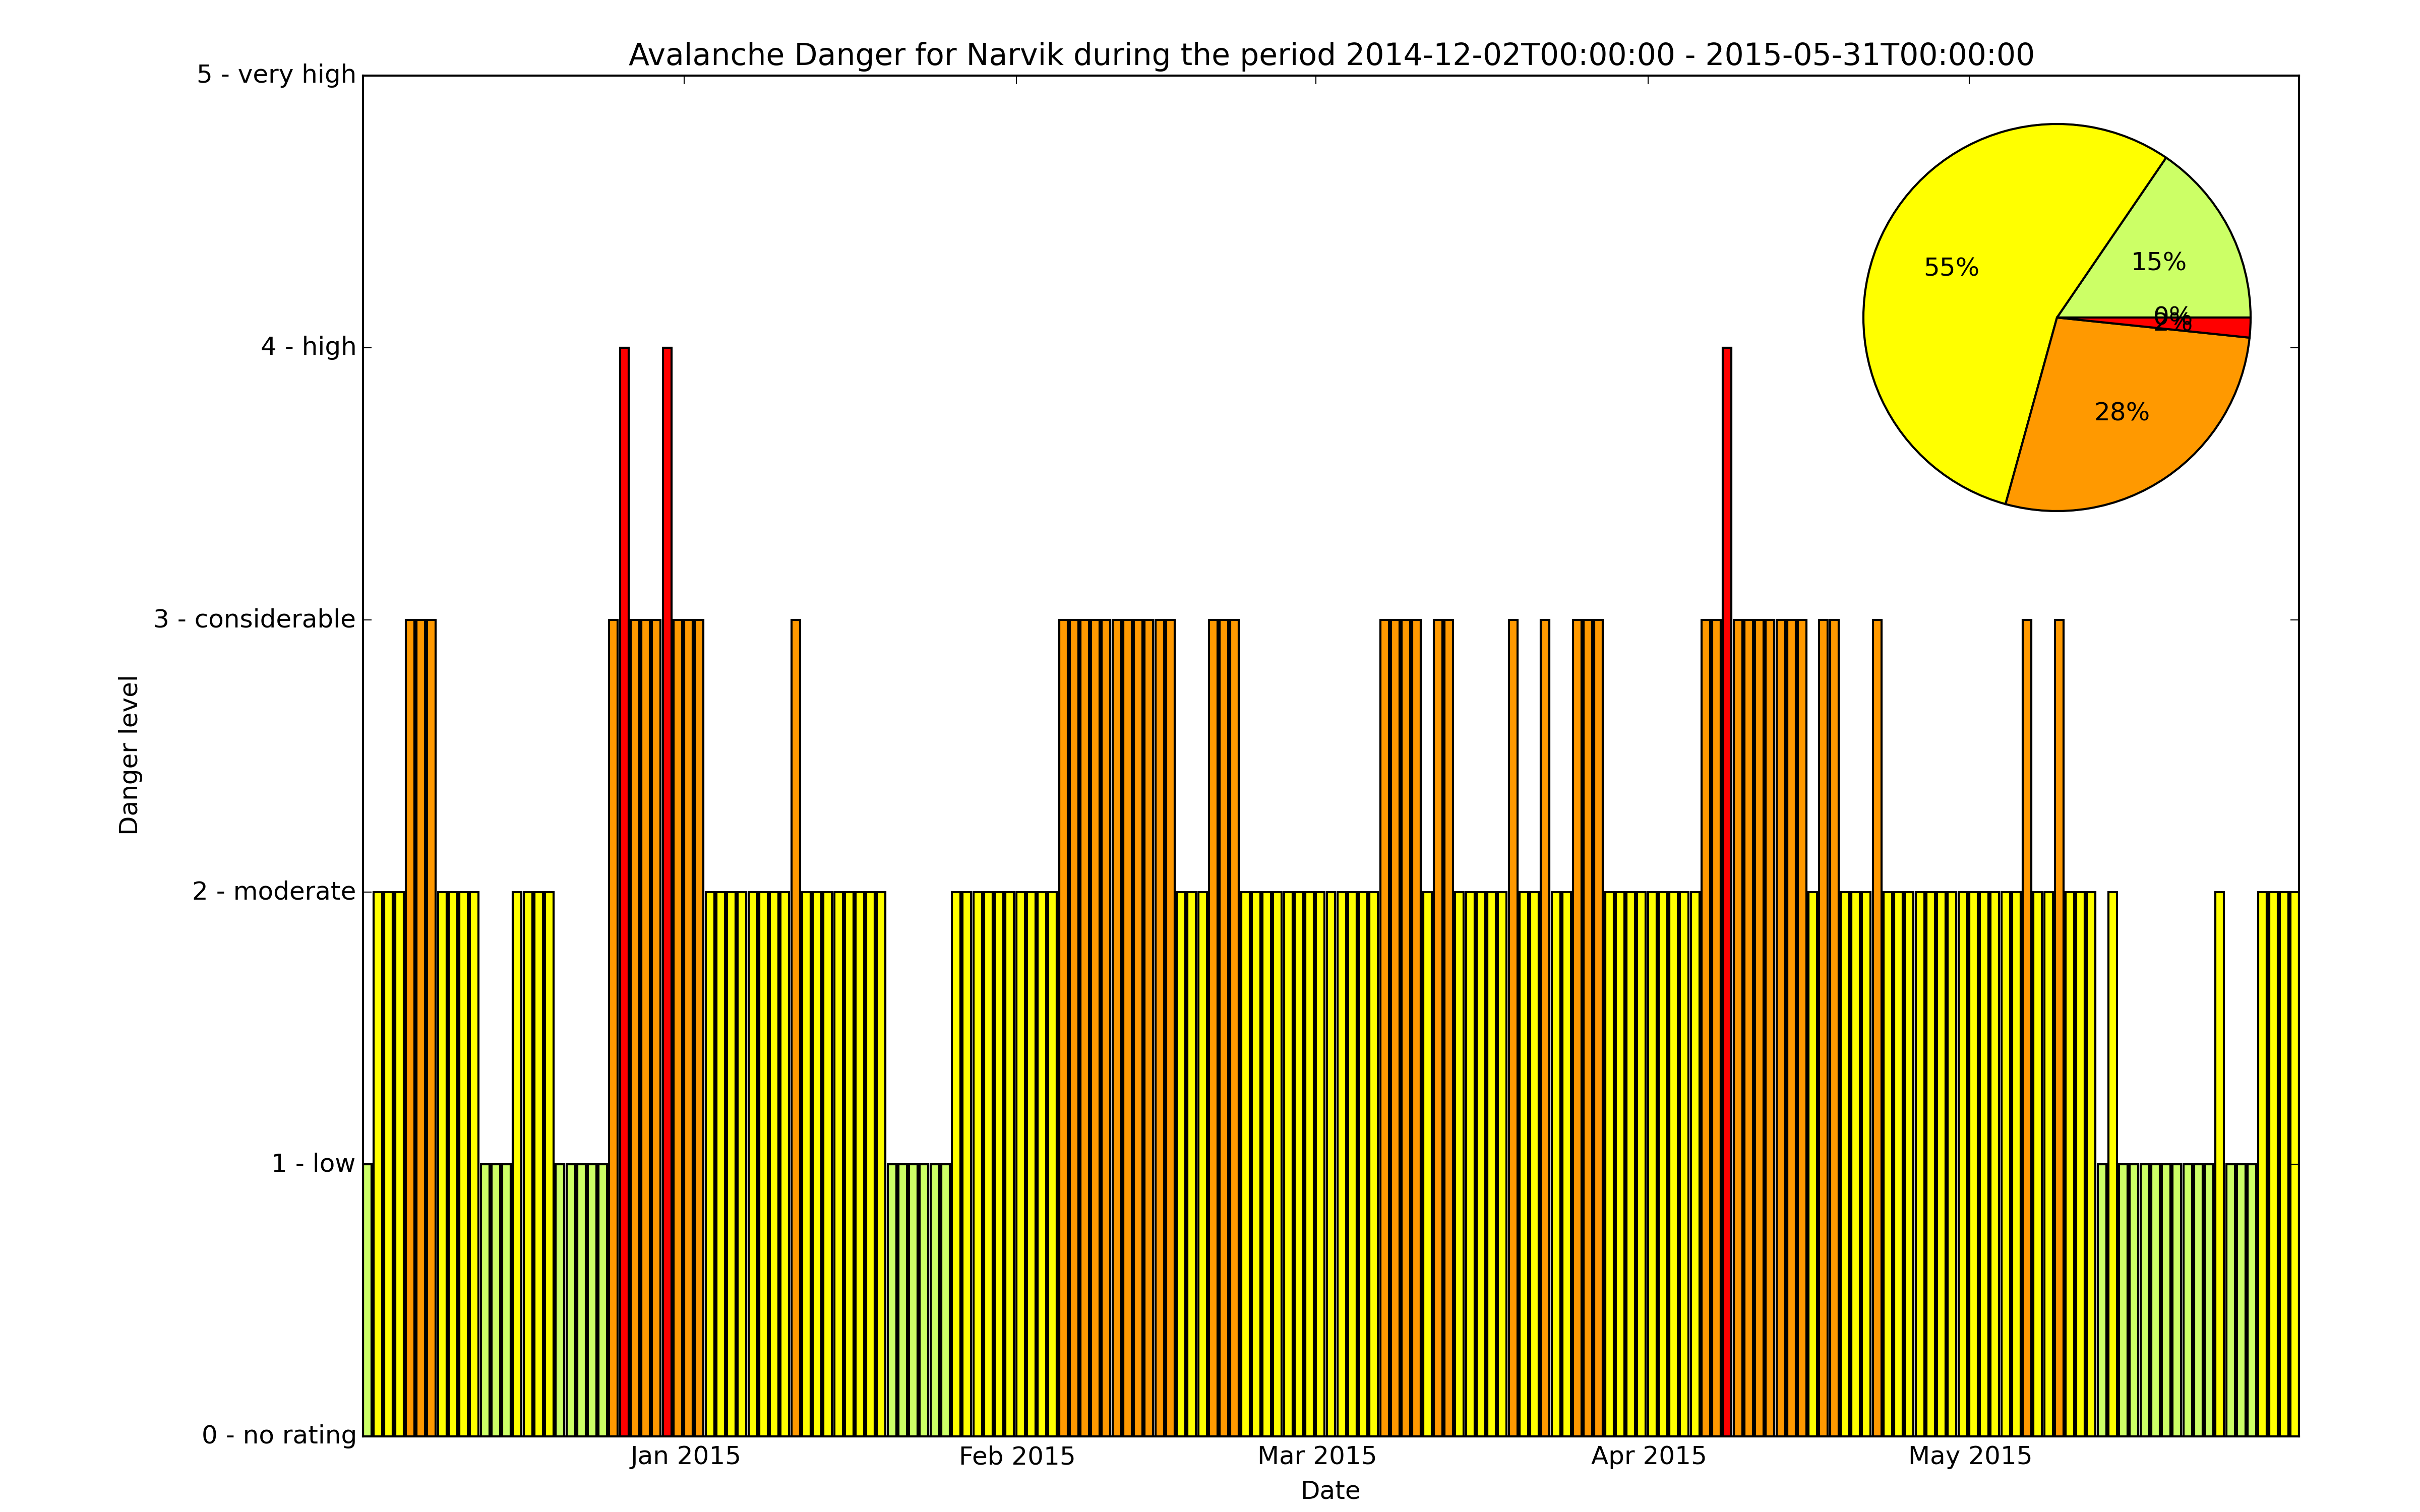 Avalanche Danger for Narvik during the period 2014-12-02T00:00:00 - 2015-05-31T00:00:00
5 - very high
4 - high
3 - considerable
2 - moderate
1 - low
0 - no rating
Danger level
55%
15%
0%
2%
28%
Jan 2015
Feb 2015
Mar 2015
Apr 2015
May 2015
Date